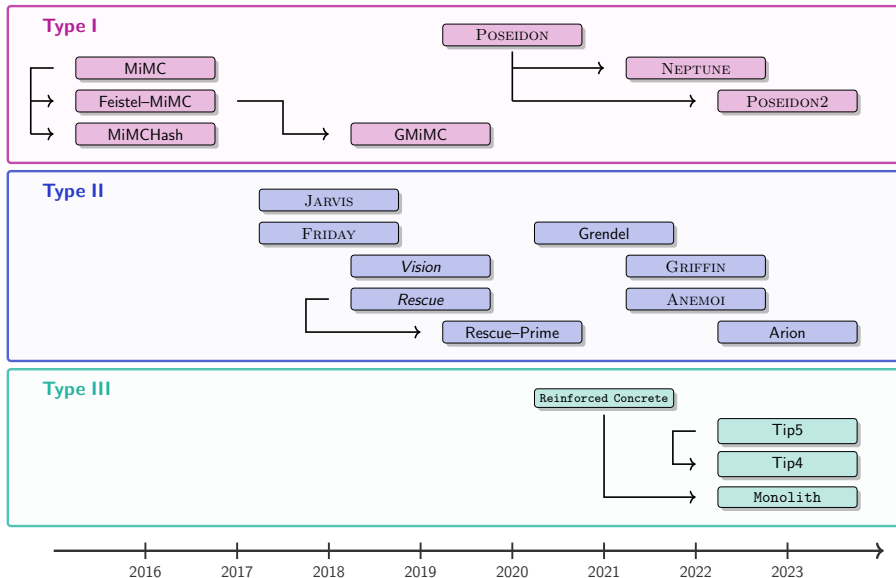 Type I
POSEIDON
MiMC
NEPTUNE
Feistel–MiMC
POSEIDON2
MiMCHash
GMiMC
Type II
JARVIS
FRIDAY
Grendel
Vision
GRIFFIN
Rescue
ANEMOI
Rescue–Prime
Arion
Type III
Reinforced Concrete
Tip5
Tip4
Monolith
2016 2017 2018 2019 2020 2021 2022 2023